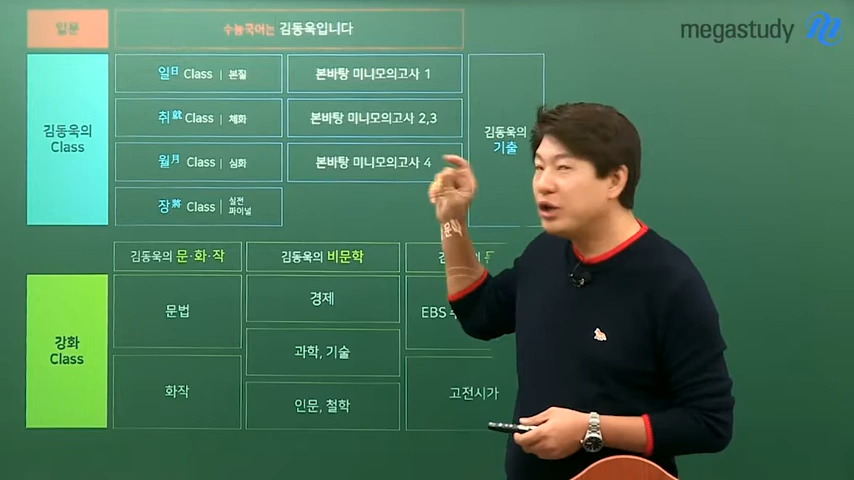 megastudy
입문
수능국어는 김동욱입니다
김동욱의
Class
일日 Class | 본질
본바탕 미니모의고사 1
취就 Class | 체화
본바탕 미니모의고사 2,3
월月 Class | 심화
본바탕 미니모의고사 4
장將 Class | 실전
파이널
김동욱의
기술
강화
Class
김동욱의 문·화·작
김동욱의 비문학
문법
경제
EBS
과학, 기술
화작
고전시가
인문, 철학